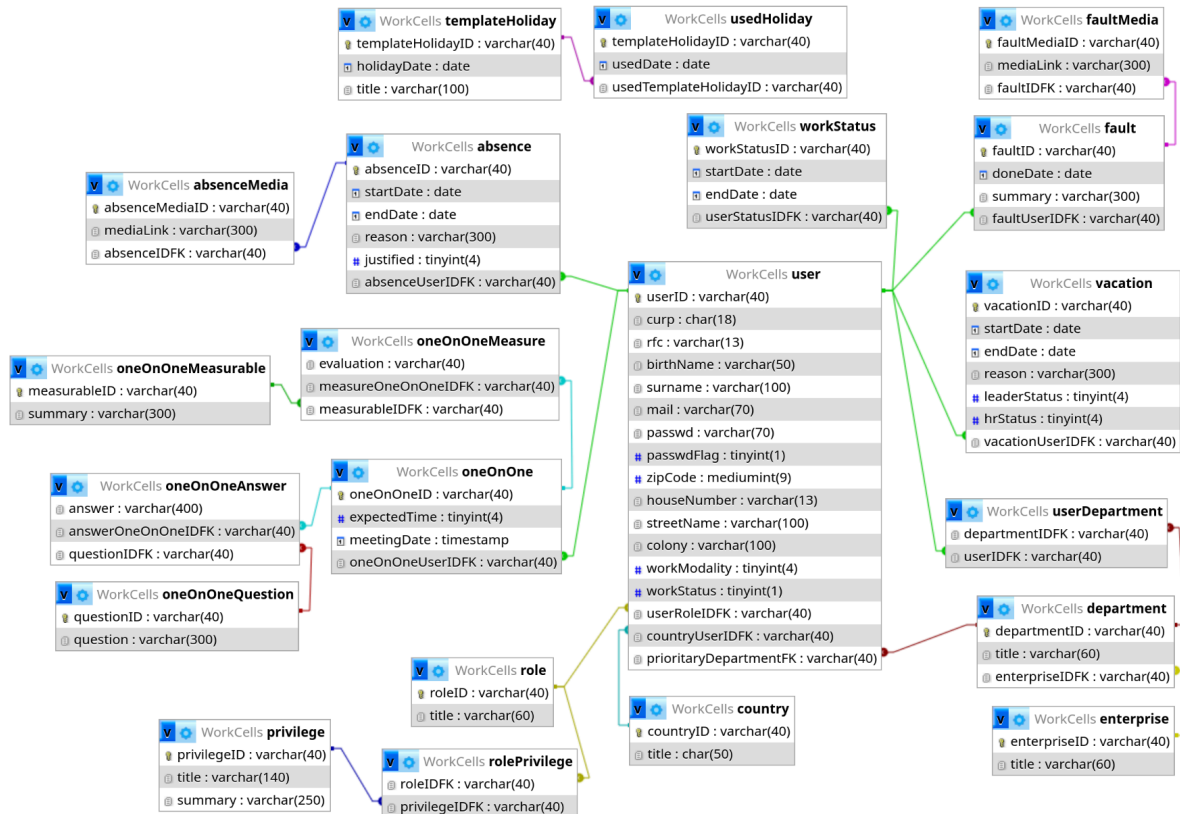 WorkCells templateHoliday
templateHolidayID : varchar(40)
holidayDate : date
title : varchar(100)
WorkCells usedHoliday
templateHolidayID : varchar(40)
usedDate : date
usedTemplateHolidayID : varchar(40)
WorkCells faultMedia
faultMediaID : varchar(40)
mediaLink : varchar(300)
faultIDFK : varchar(40)
WorkCells workStatus
workStatusID : varchar(40)
startDate : date
endDate : date
userStatusIDFK : varchar(40)
WorkCells fault
faultID : varchar(40)
doneDate : date
summary : varchar(300)
faultUserIDFK : varchar(40)
WorkCells absence
absenceID : varchar(40)
startDate : date
endDate : date
reason : varchar(300)
justified : tinyint(4)
absenceUserIDFK : varchar(40)
WorkCells absenceMedia
absenceMediaID : varchar(40)
mediaLink : varchar(300)
absenceIDFK : varchar(40)
WorkCells user
userID : varchar(40)
curp : char(18)
rfc : varchar(13)
birthName : varchar(50)
surname : varchar(100)
mail : varchar(70)
passwd : varchar(70)
passwdFlag : tinyint(1)
zipCode : mediumint(9)
houseNumber : varchar(13)
streetName : varchar(100)
colony : varchar(100)
workModality : tinyint(4)
workStatus : tinyint(1)
userRoleIDFK : varchar(40)
countryUserIDFK : varchar(40)
prioritaryDepartmentFK : varchar(40)
WorkCells vacation
vacationID : varchar(40)
startDate : date
endDate : date
reason : varchar(300)
leaderStatus : tinyint(4)
hrStatus : tinyint(4)
vacationUserIDFK : varchar(40)
WorkCells oneOnOneMeasure
evaluation : varchar(40)
measureOneOnOneIDFK : varchar(40)
measurableIDFK : varchar(40)
WorkCells oneOnOneMeasurable
measurableID : varchar(40)
summary : varchar(300)
WorkCells oneOnOne
oneOnOneID : varchar(40)
expectedTime : tinyint(4)
meetingDate : timestamp
oneOnOneUserIDFK : varchar(40)
WorkCells oneOnOneAnswer
answer : varchar(400)
answerOneOnOneIDFK : varchar(40)
questionIDFK : varchar(40)
WorkCells userDepartment
departmentIDFK : varchar(40)
userIDFK : varchar(40)
WorkCells oneOnOneQuestion
questionID : varchar(40)
question : varchar(300)
WorkCells department
departmentID : varchar(40)
title : varchar(60)
enterpriseIDFK : varchar(40)
WorkCells role
roleID : varchar(40)
title : varchar(60)
WorkCells country
countryID : varchar(40)
title : char(50)
WorkCells enterprise
enterpriseID : varchar(40)
title : varchar(60)
WorkCells privilege
privilegeID : varchar(40)
title : varchar(140)
summary : varchar(250)
WorkCells rolePrivilege
roleIDFK : varchar(40)
privilegeIDFK : varchar(40)